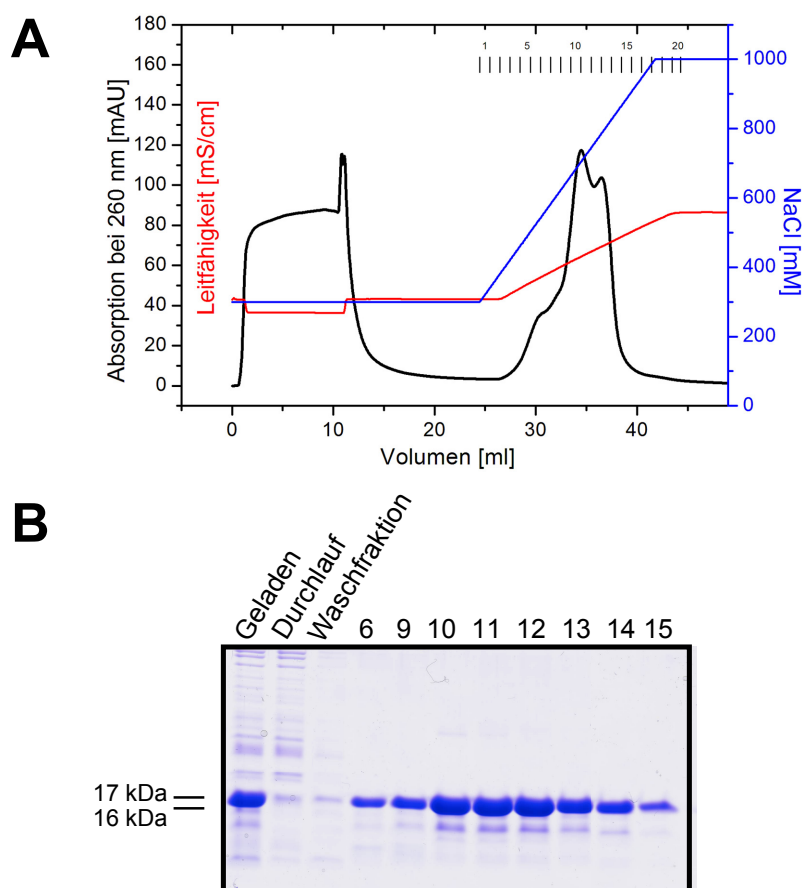 A
Absorption bei 260 nm [mAU]
180
160
140
120
100
80
60
40
20
0
Leitfähigkeit [mS/cm]
1 5 10 15 20
1000
800
600
400
200
0
NaCl [mM]
0 10 20 30 40
Volumen [ml]
B
Geladen
Durchlauf
Waschfraktion
6 9 10 11 12 13 14 15
17 kDa
16 kDa